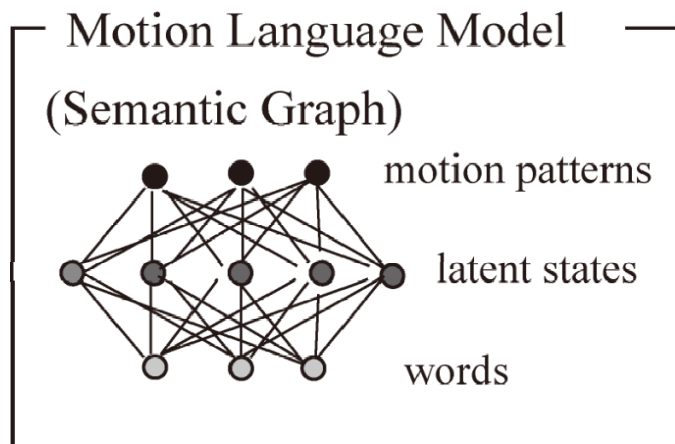 Motion Language Model
(Semantic Graph)
motion patterns
latent states
words